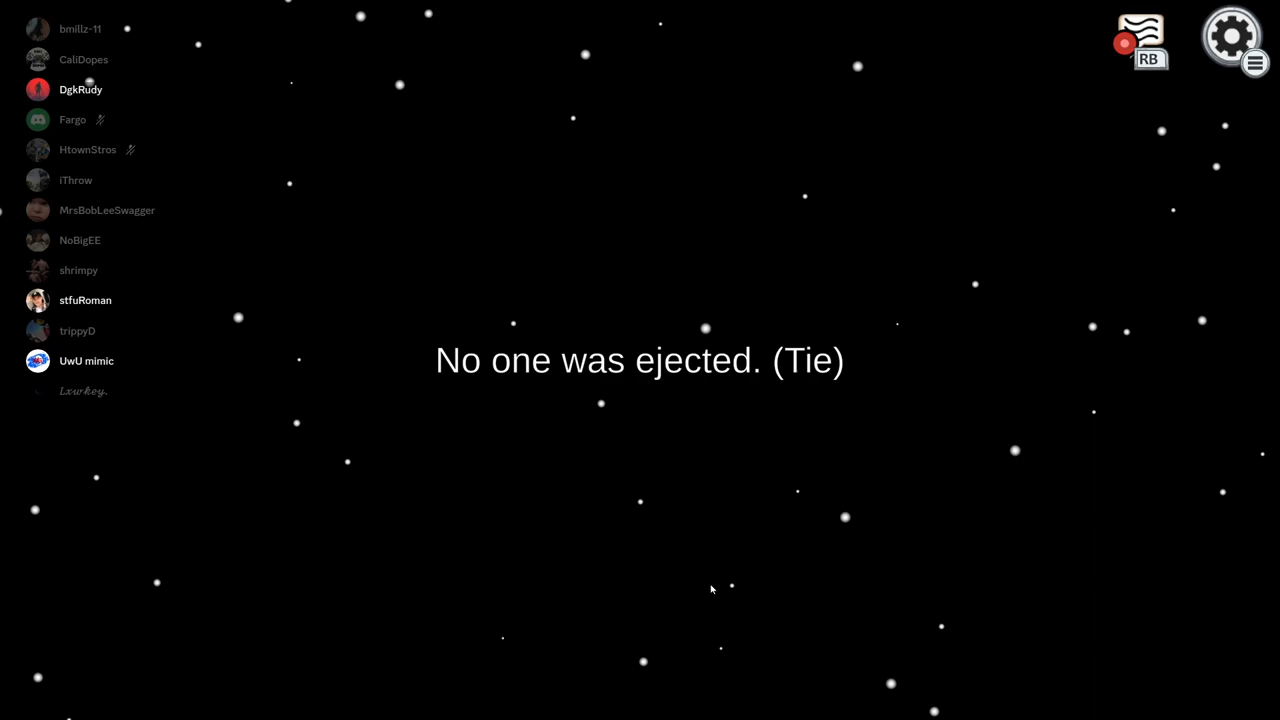 bmillz-11
CaliDopes
DgkRudy
Fargo
HtownStros
iThrow
MrsBobLeeSwagger
NoBigEE
shrimpy
stfuRoman
trippyD
UwU mimic
Lxwkey.
RB
No one was ejected. (Tie)